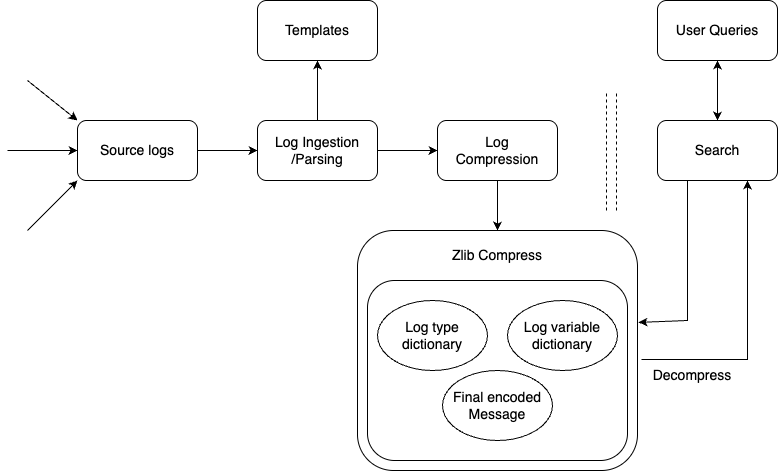 Templates
User Queries
Source logs
Log Ingestion
/Parsing
Log
Compression
Search
Zlib Compress
Log type
dictionary
Log variable
dictionary
Final encoded
Message
Decompress